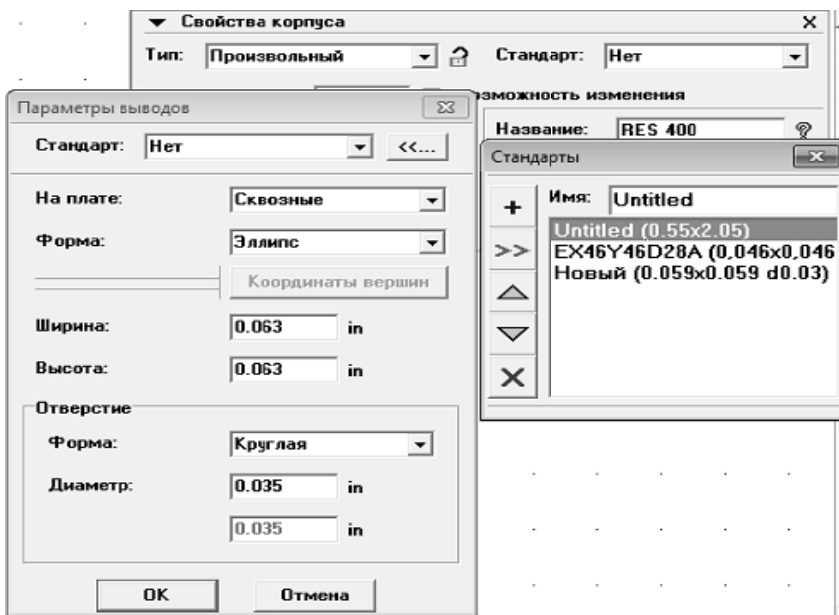 Свойства корпуса
Тип: Произвольный Стандарт: Нет
зможность изменения
Название: RES 400
Параметры выводов
Стандарт: Нет <<...
На плате: Сквозные
Форма: Эллипс
Координаты вершин
Ширина: 0.063 in
Высота: 0.063 in
Отверстие
Форма: Круглая
Диаметр: 0.035 in
0.035 in
OK Отмена
Стандарты
Имя: Untitled
Untitled (0.55x2.05)
EX46Y46D28A (0,046x0,046
Новый (0.059x0.059 d0.03)